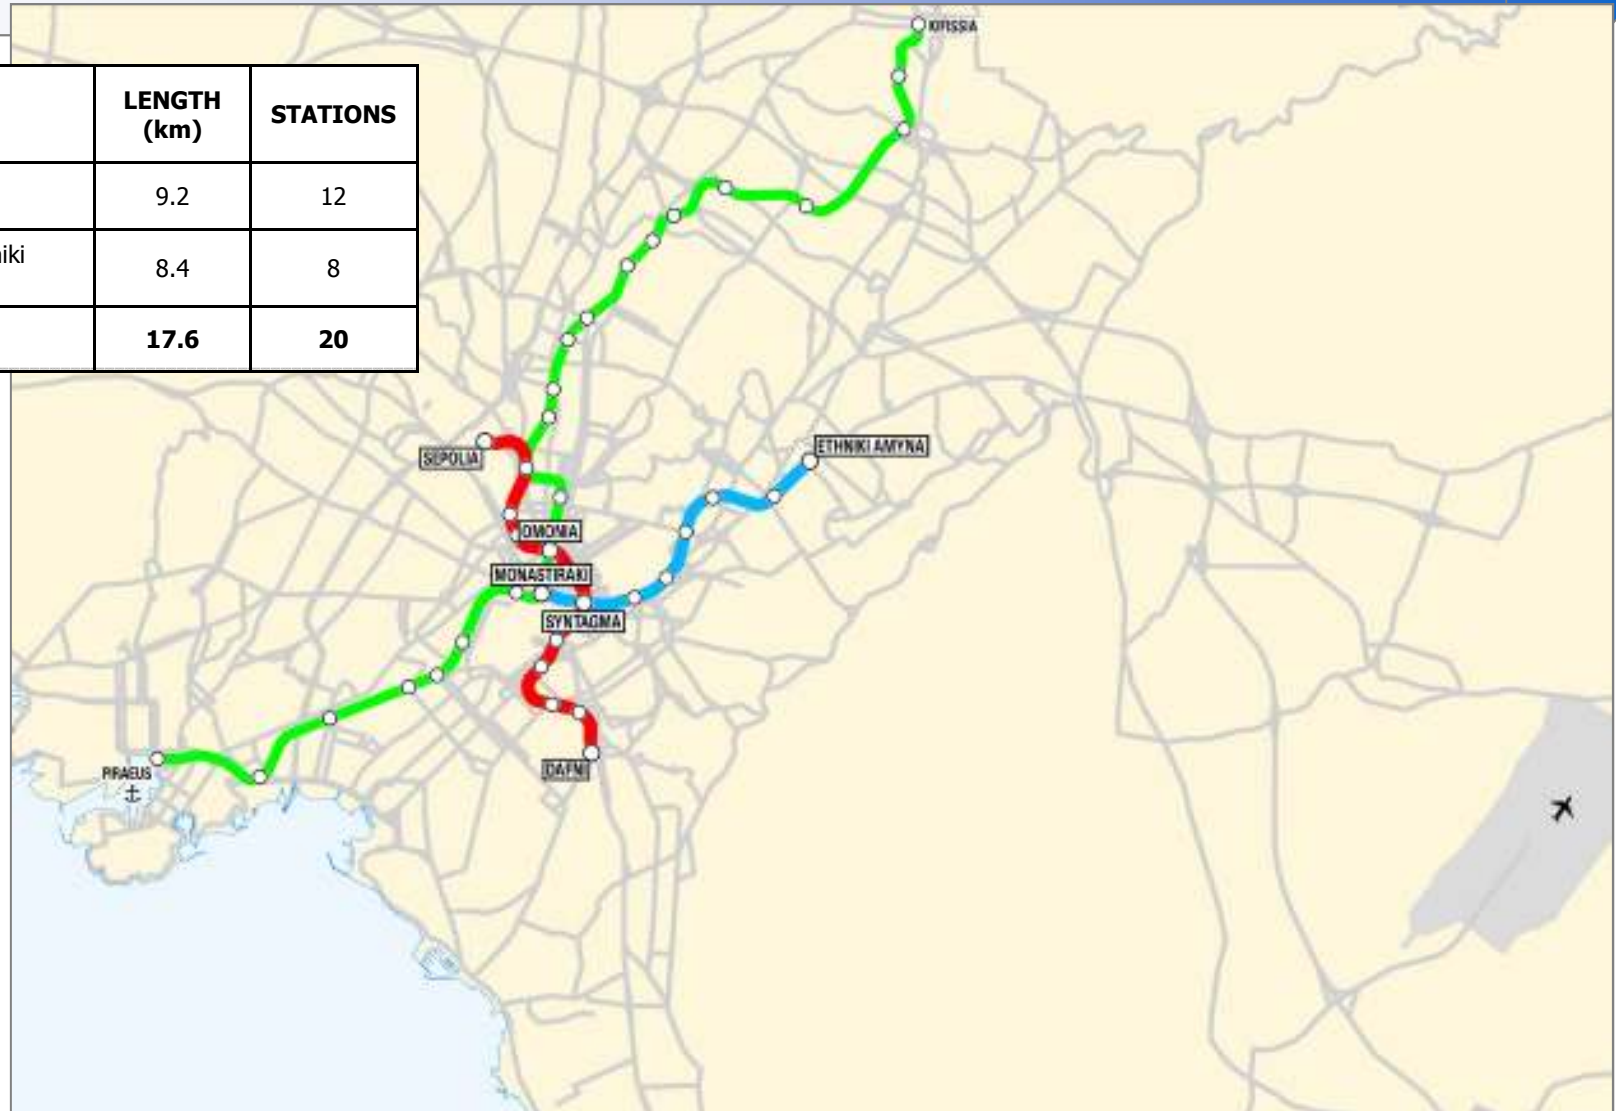 LENGTH
(km)
STATIONS
9.2
12
niki
8.4
8
17.6
20
KIFISSIA
SEPOLIA
ETHNIKI AMYNA
OMONIA
MONASTIRAKI
SYNTAGMA
DAFNI
PIRAEUS